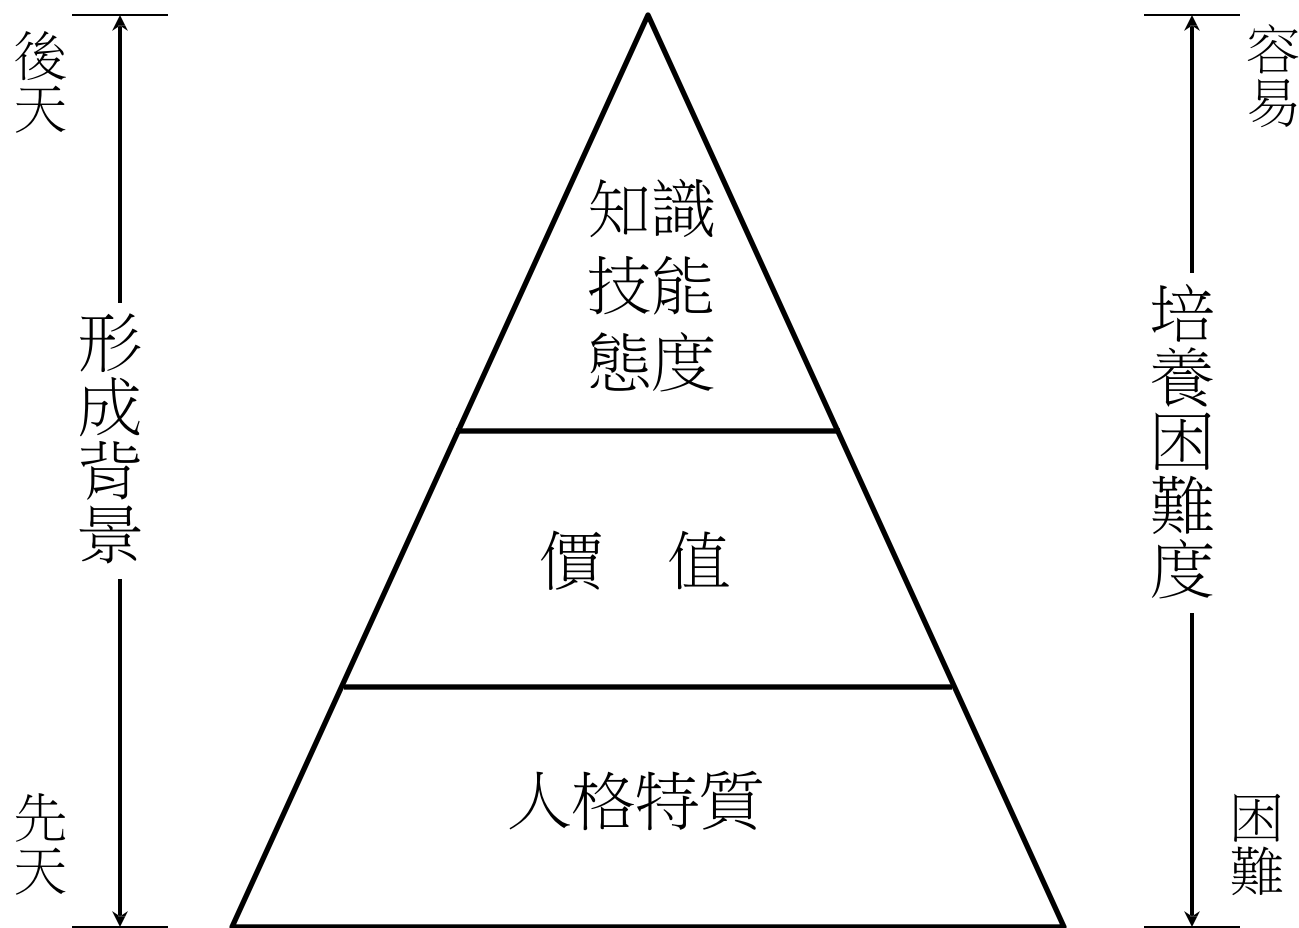 後天
形成背景
先天
知識
技能
態度
價 值
人格特質
容易
培養困難度
困難